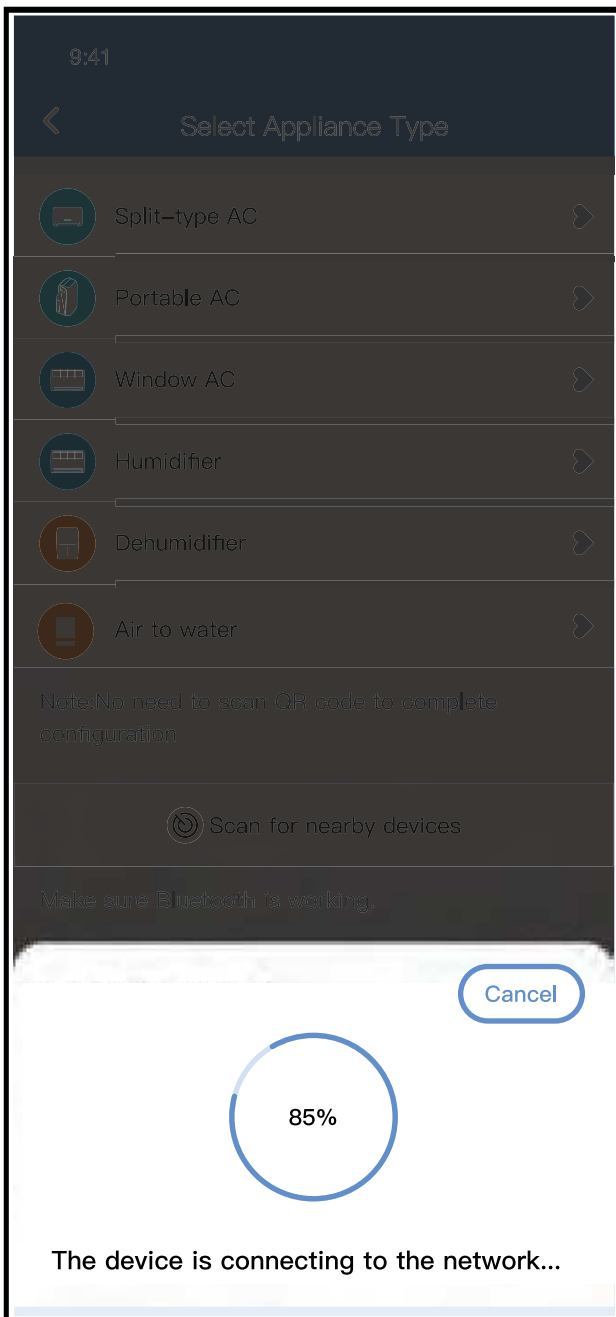 9:41
Select Appliance Type
Split-type AC
Portable AC
Window AC
Humidifier
Dehumidifier
Air to water
Note:No need to scan QR code to complete
configuration
Scan for nearby devices
Make sure Bluetooth is working.
Cancel
85%
The device is connecting to the network...